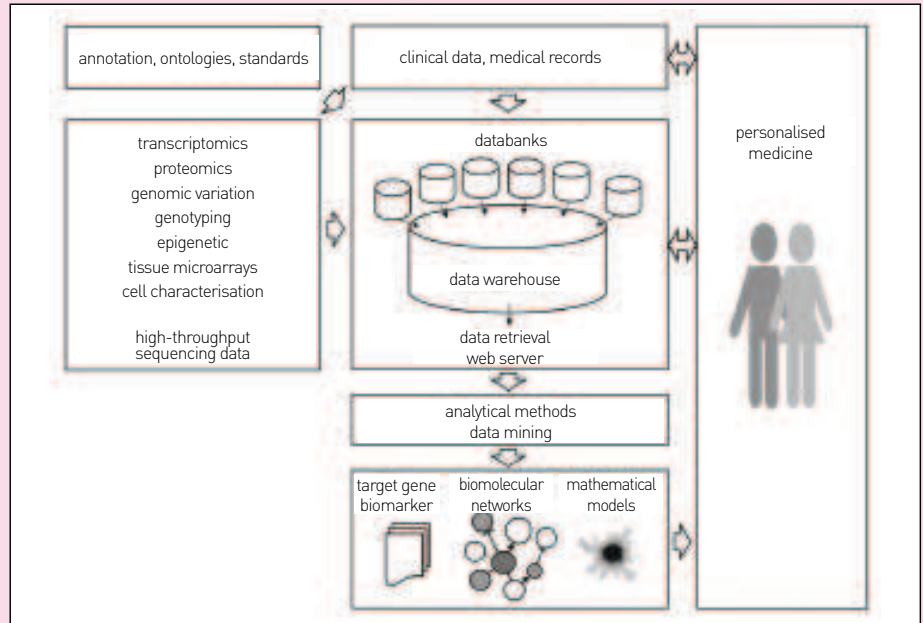 annotation, ontologies, standards
clinical data, medical records
transcriptomics
proteomics
genomic variation
genotyping
epigenetic
tissue microarrays
cell characterisation
high-throughput
sequencing data
databanks
data warehouse
data retrieval
web server
personalised
medicine
analytical methods
data mining
target gene
biomarker
biomolecular
networks
mathematical
models